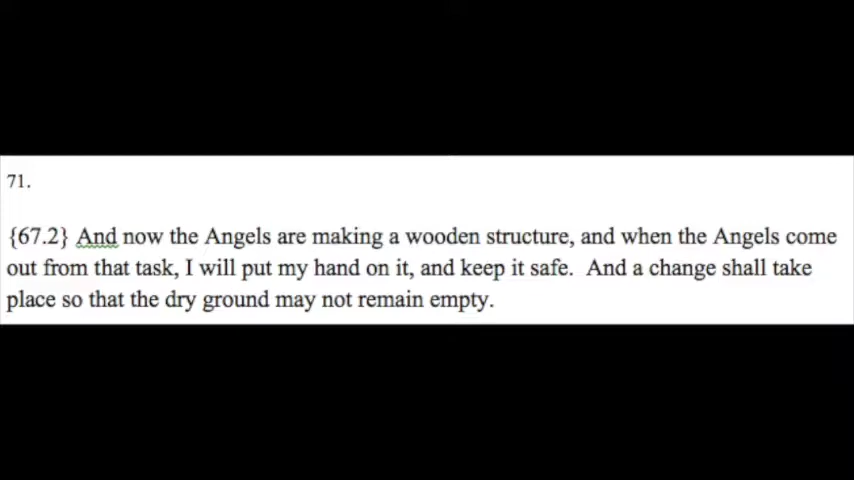 71.
{67.2} And now the Angels are making a wooden structure, and when the Angels come
out from that task, I will put my hand on it, and keep it safe.  And a change shall take
place so that the dry ground may not remain empty.